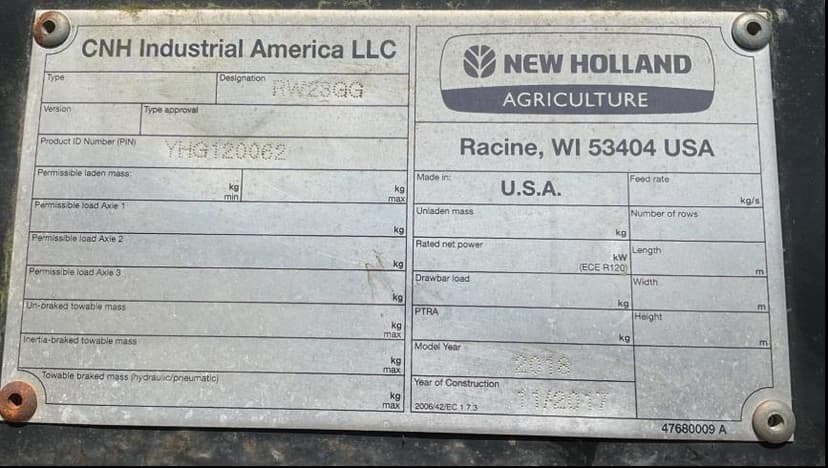 CNH Industrial America LLC
Type
Designation RW23GG
Version
Type approval
Product ID Number (PIN) YHG120062
Permissible laden mass:
kg min
kg max
Permissible load Axle 1
kg
Permissible load Axle 2
kg
Permissible load Axle 3
kg
Un-braked towable mass
kg max
Inertia-braked towable mass
kg max
Towable braked mass (hydraulic/pneumatic)
kg max
NEW HOLLAND
AGRICULTURE
Racine, WI 53404 USA
Made in: U.S.A.
Feed rate
kg/s
Unladen mass
kg
Number of rows
Rated net power
kW
(ECE R120)
Length
m
Drawbar load
kg
Width
m
PTRA
kg
Height
m
Model Year 2018
Year of Construction 11/2017
2006/42/EC 1.7.3
47680009 A